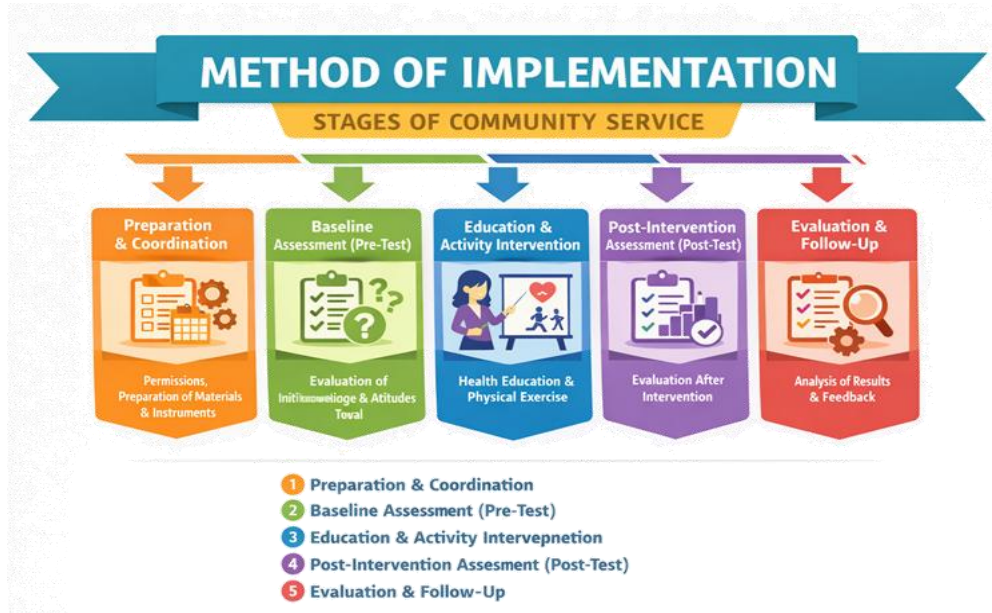 METHOD OF IMPLEMENTATION
STAGES OF COMMUNITY SERVICE
Preparation
& Coordination
Permissions,
Preparation of Materials
& Instruments
Baseline
Assessment (Pre-Test)
Evaluation of
& Atitudes
Education &
Activity Intervention
Health Education &
Physical Exercise
Post-Intervention
Assessment (Post-Test)
Evaluation After
Intervention
Evaluation &
Follow-Up
Analysis of Results
& Feedback
1 Preparation & Coordination
2 Baseline Assessment (Pre-Test)
3 Education & Activity Intervepnetion
4 Post-Intervention Assesment (Post-Test)
5 Evaluation & Follow-Up